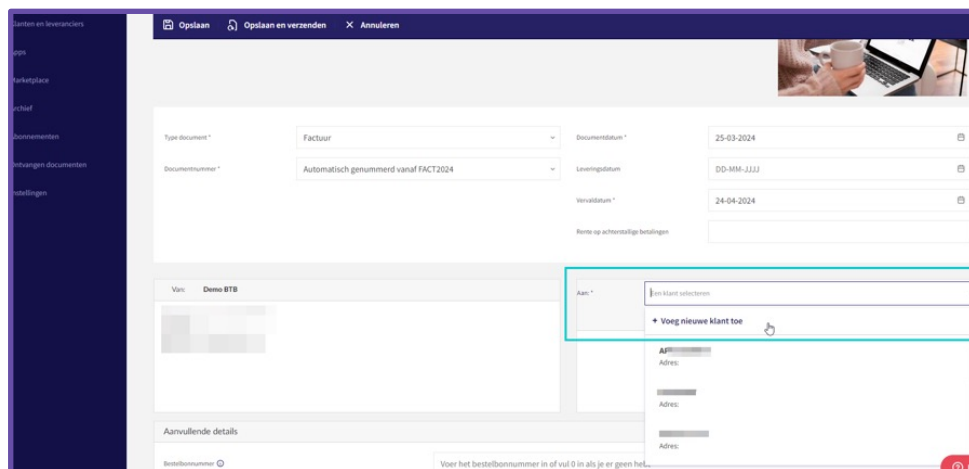 Klanten en leveranciers
Apps
Marketplace
Archief
Abonnementen
Ontvangen documenten
Instellingen
Opslaan
Opslaan en verzenden
Annuleren
Type document *
Factuur
Documentnummer *
Automatisch genummerd vanaf FACT2024
Documentdatum *
25-03-2024
Leveringsdatum
DD-MM-JJJJ
Vervaldatum *
24-04-2024
Rente op achterstallige betalingen
Van: Demo BTB
Aan: *
Een klant selecteren
+ Voeg nieuwe klant toe
Adres:
Adres:
Adres:
Aanvullende details
Bestelbonnummer
Voer het bestelbonnummer in of vul 0 in als je er geen